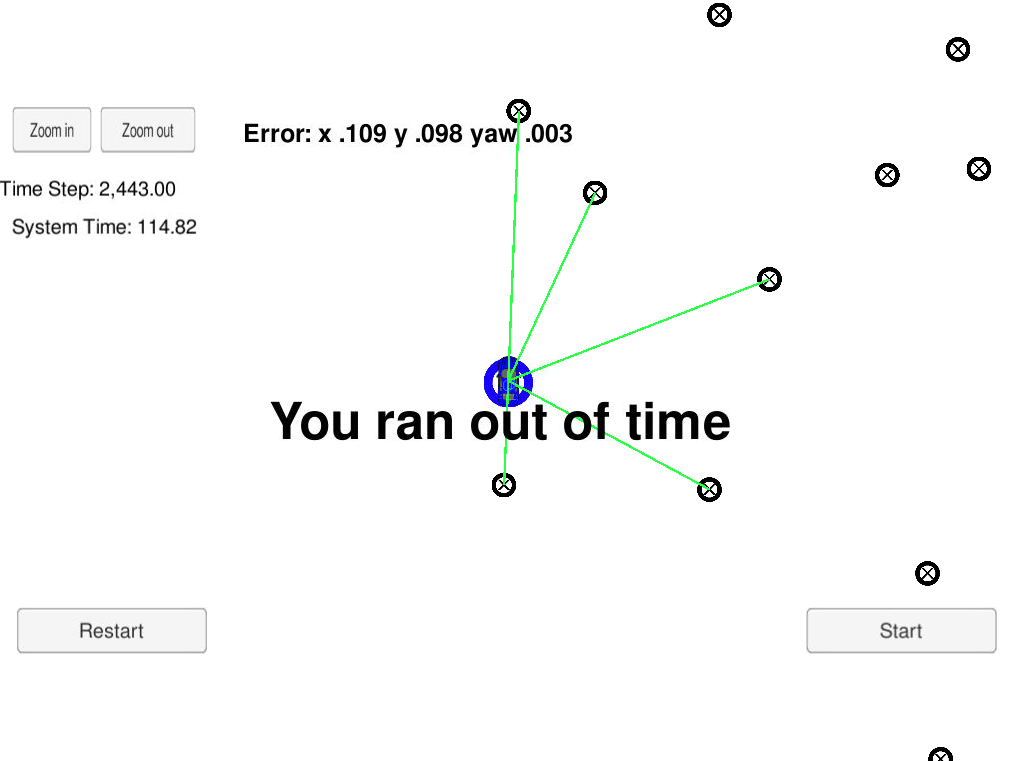 Zoom in
Zoom out
Error: x .109 y .098 yaw .003
Time Step: 2,443.00
System Time: 114.82
You ran out of time
Restart
Start